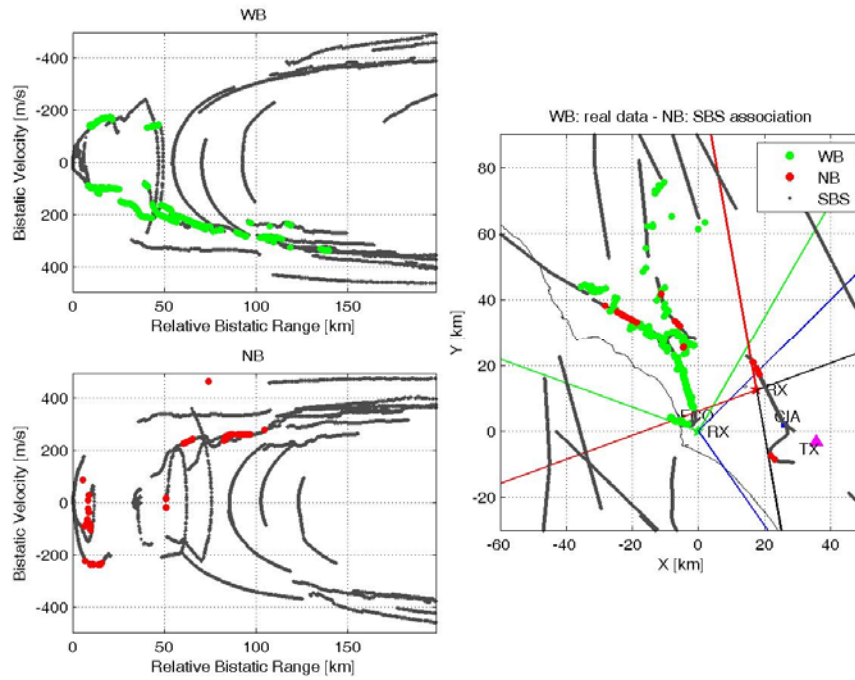 WB
-400
-200
0
200
400
Bistatic Velocity [m/s]
0 50 100 150
Relative Bistatic Range [km]
NB
400
200
0
-200
-400
Bistatic Velocity [m/s]
0 50 100 150
Relative Bistatic Range [km]
WB: real data - NB: SBS association
WB
NB
SBS
80
60
40
20
0
-20
Y [km]
RX
CIA
RX
TX
-60 -40 -20 0 20 40
X [km]